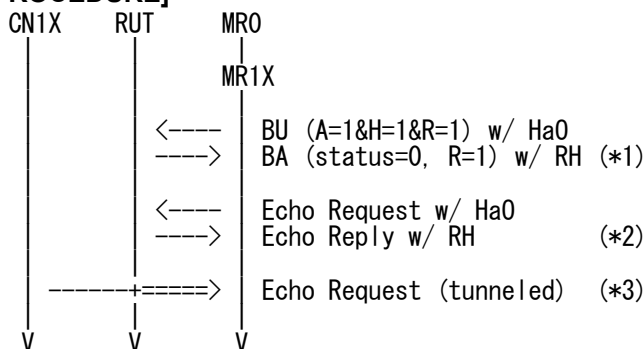 CN1X RUT MR0
MR1X
<---- BU (A=1&H=1&R=1) w/ HaO
----> BA (status=0, R=1) w/ RH (*1)
<---- Echo Request w/ HaO
----> Echo Reply w/ RH (*2)
------+=====> Echo Request (tunneled) (*3)
V V V